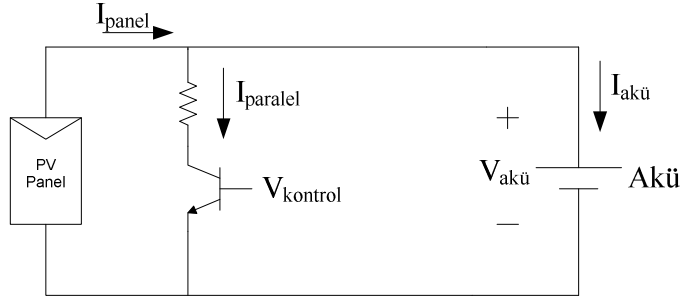 Ipanel
Iparalel
Iakü
PV
Panel
Vkontrol
+
Vakü
Akü
−